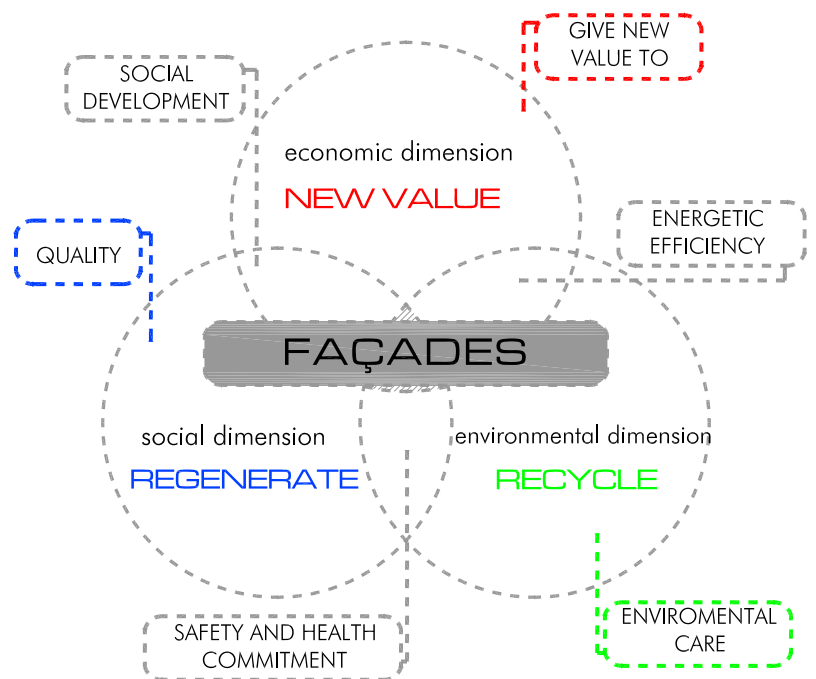 GIVE NEW
VALUE TO
SOCIAL
DEVELOPMENT
economic dimension
NEW VALUE
ENERGETIC
EFFICIENCY
QUALITY
FAÇADES
social dimension
REGENERATE
environmental dimension
RECYCLE
SAFETY AND HEALTH
COMMITMENT
ENVIROMENTAL
CARE